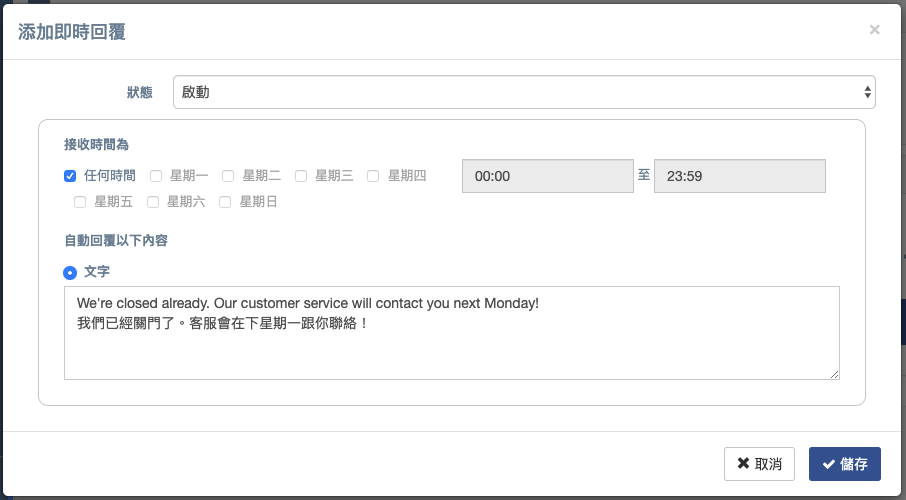 添加即時回覆
×
狀態
啟動
接收時間為
任何時間 星期一 星期二 星期三 星期四
00:00 至 23:59
星期五 星期六 星期日
自動回覆以下內容
文字
We're closed already. Our customer service will contact you next Monday!
我們已經關門了。客服會在下星期一跟你聯絡！
取消 儲存